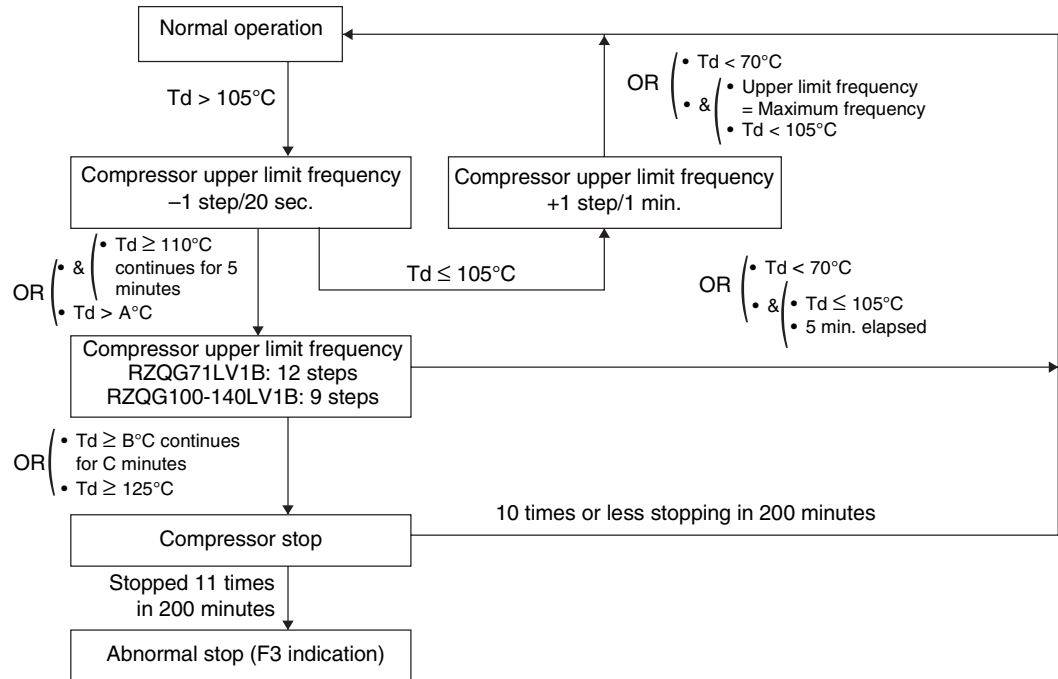 Normal operation
Td > 105°C
OR
• Td < 70°C
• &
• Upper limit frequency
= Maximum frequency
• Td < 105°C
Compressor upper limit frequency
–1 step/20 sec.
Compressor upper limit frequency
+1 step/1 min.
OR
• &
• Td ≥ 110°C
continues for 5
minutes
• Td > A°C
Td ≤ 105°C
OR
• Td < 70°C
• &
• Td ≤ 105°C
• 5 min. elapsed
Compressor upper limit frequency
RZQG71LV1B: 12 steps
RZQG100-140LV1B: 9 steps
OR
• Td ≥ B°C continues
for C minutes
• Td ≥ 125°C
Compressor stop
10 times or less stopping in 200 minutes
Stopped 11 times
in 200 minutes
Abnormal stop (F3 indication)